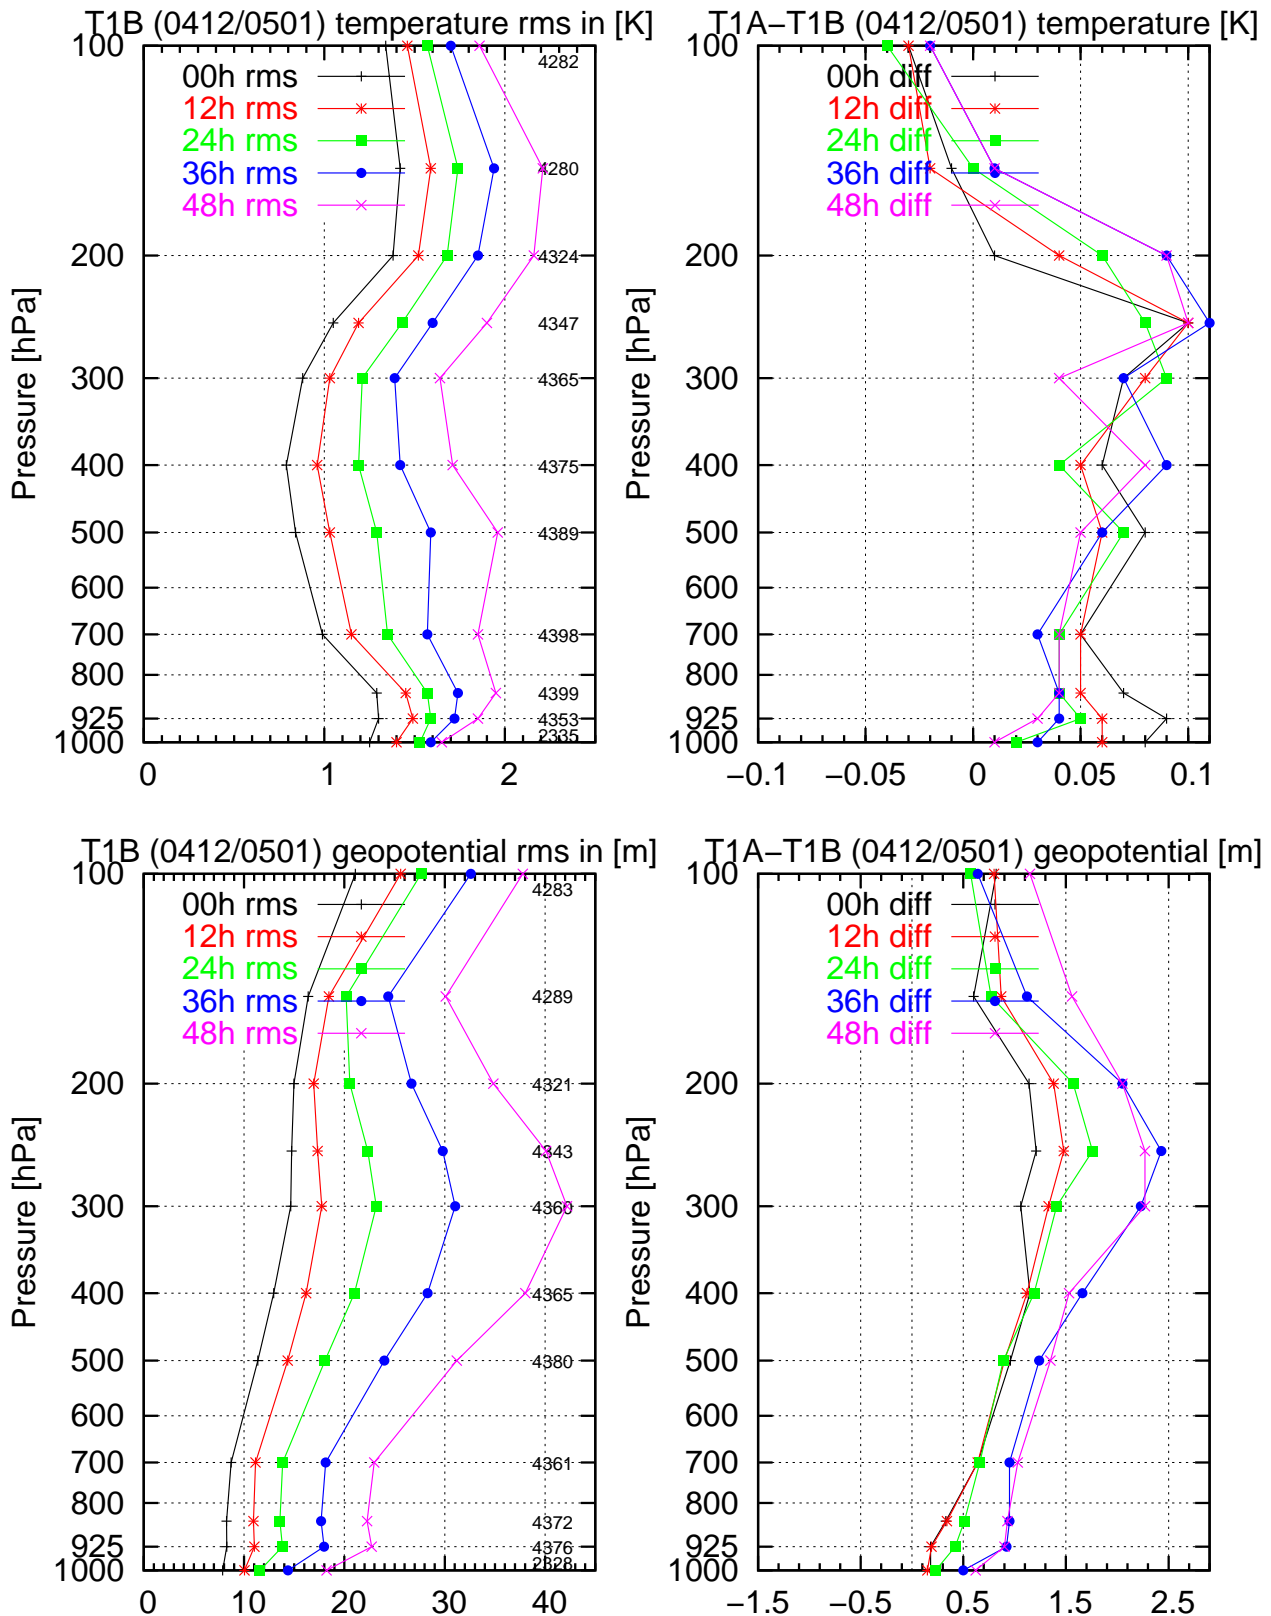 T1B (0412/0501) temperature rms in [K]
100
200
300
400
500
600
700
800
925
1000
Pressure [hPa]
00h rms
12h rms
24h rms
36h rms
48h rms
4282
4280
4324
4347
4365
4375
4389
4398
4399
4353
2335
0
1
2
T1A−T1B (0412/0501) temperature [K]
100
200
300
400
500
600
700
800
925
1000
Pressure [hPa]
00h diff
12h diff
24h diff
36h diff
48h diff
−0.1
−0.05
0
0.05
0.1
T1B (0412/0501) geopotential rms in [m]
100
200
300
400
500
600
700
800
925
1000
Pressure [hPa]
00h rms
12h rms
24h rms
36h rms
48h rms
4283
4289
4321
4343
4360
4365
4380
4361
4372
4376
2328
0
10
20
30
40
T1A−T1B (0412/0501) geopotential [m]
100
200
300
400
500
600
700
800
925
1000
Pressure [hPa]
00h diff
12h diff
24h diff
36h diff
48h diff
−1.5
−0.5
0.5
1.5
2.5